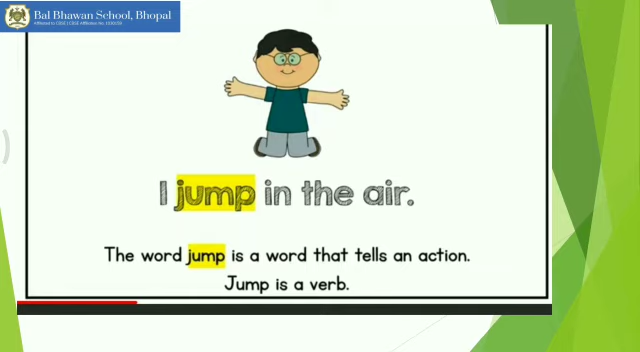 Bal Bhawan School, Bhopal
I jump in the air.
The word jump is a word that tells an action.
Jump is a verb.